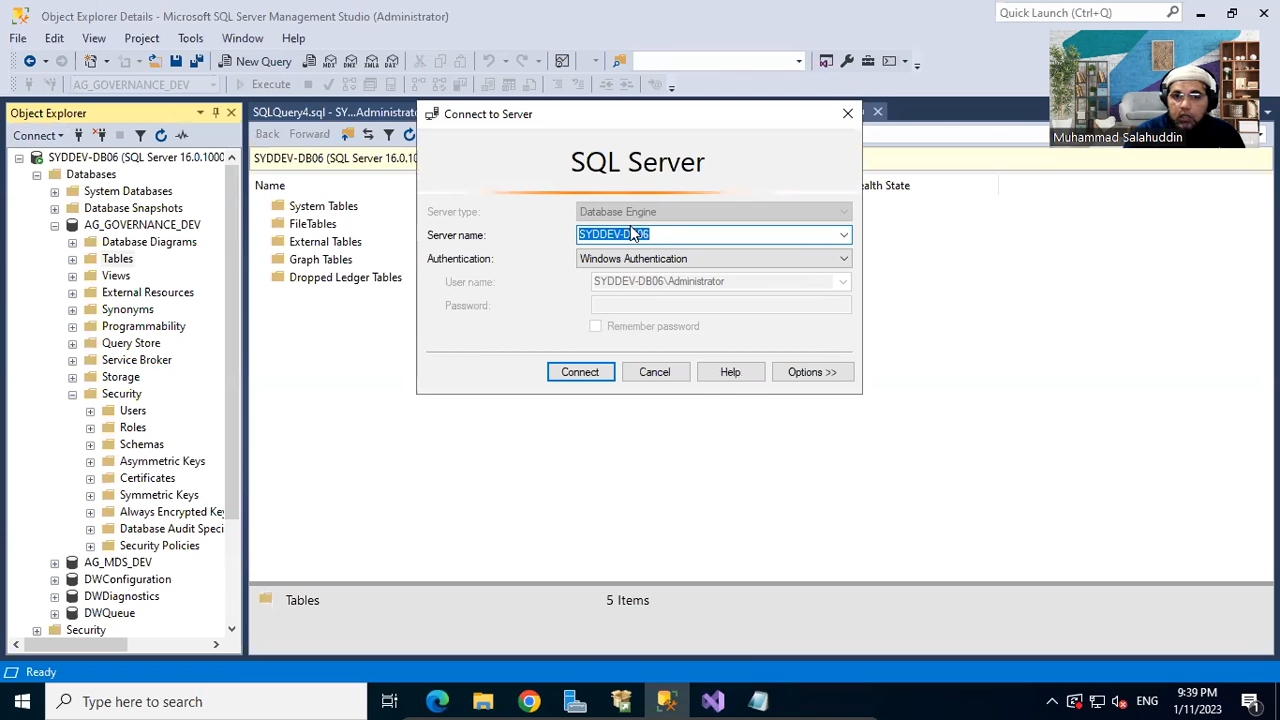 Object Explorer Details - Microsoft SQL Server Management Studio (Administrator)
Quick Launch (Ctrl+Q)
File Edit View Project Tools Window Help
New Query
MDX DMX XMLA DAX
AG_GOVERNANCE_DEV
Execute
Muhammad Salahuddin
Object Explorer
Connect
SYDDEV-DB06 (SQL Server 16.0.1000
Databases
System Databases
Database Snapshots
AG_GOVERNANCE_DEV
Database Diagrams
Tables
Views
External Resources
Synonyms
Programmability
Query Store
Service Broker
Storage
Security
Users
Roles
Schemas
Asymmetric Keys
Certificates
Symmetric Keys
Always Encrypted Key
Database Audit Speci
Security Policies
AG_MDS_DEV
DWConfiguration
DWDiagnostics
DWQueue
Security
SQLQuery4.sql - SY...Administrat
Back Forward
SYDDEV-DB06 (SQL Server 16.0.10
Name
ealth State
System Tables
FileTables
External Tables
Graph Tables
Dropped Ledger Tables
Tables
5 Items
Connect to Server
SQL Server
Server type:
Database Engine
Server name:
SYDDEV-DB06
Authentication:
Windows Authentication
User name:
SYDDEV-DB06\Administrator
Password:
Remember password
Connect
Cancel
Help
Options >>
Ready
Type here to search
ENG
9:39 PM
1/11/2023
1